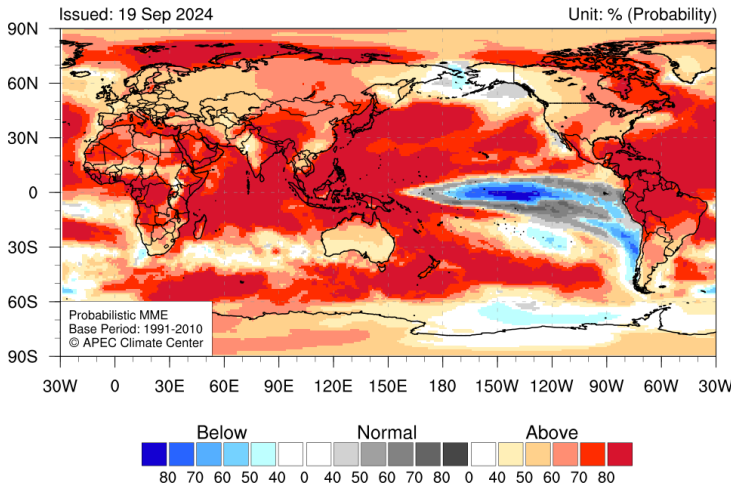 Issued: 19 Sep 2024 Unit: % (Probability)
90N
60N
30N
0
30S
60S
90S
Probabilistic MME
Base Period: 1991-2010
© APEC Climate Center
30W 0 30E 60E 90E 120E 150E 180 150W 120W 90W 60W 30W
Below Normal Above
80 70 60 50 40 0 40 50 60 70 80 0 40 50 60 70 80